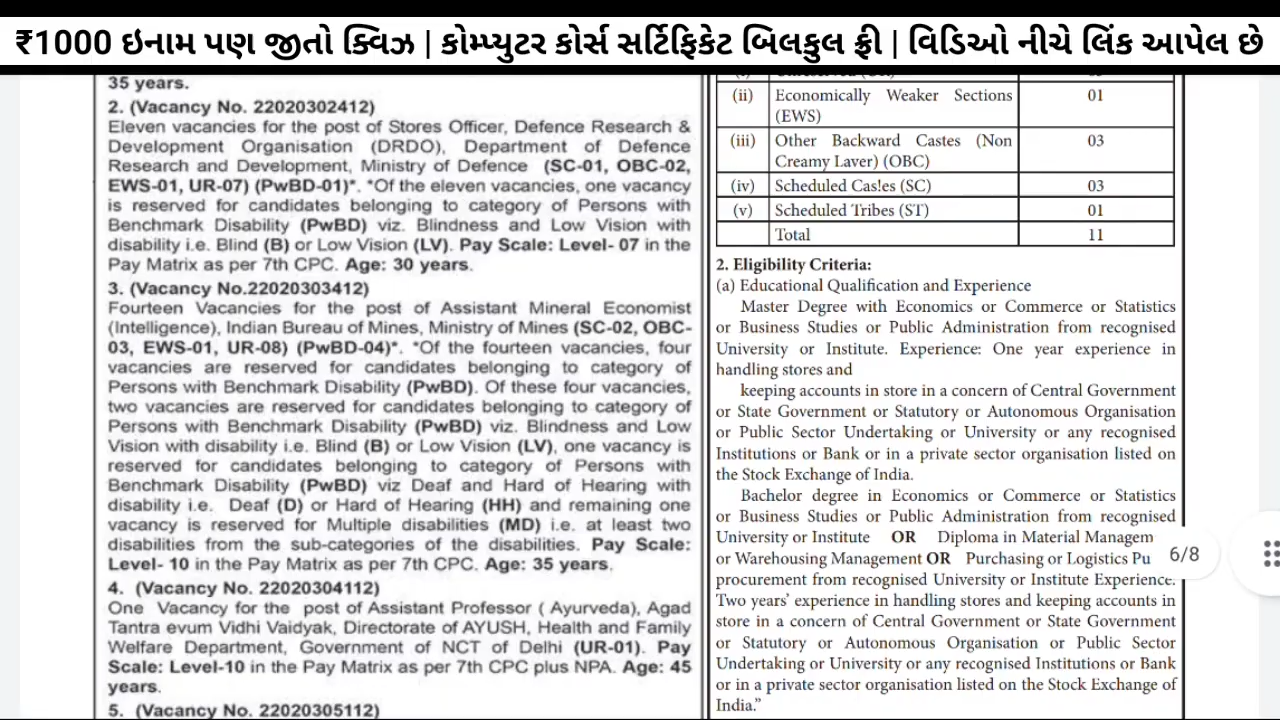 ₹1000 ઇનામ પણ જીતો ક્વિઝ | કોમ્પ્યુટર કોર્સ સર્ટિફિકેટ બિલકુલ ફ્રી | વિડિઓ નીચે લિંક આપેલ છે
35 years.
2. (Vacancy No. 22020302412)
Eleven vacancies for the post of Stores Officer, Defence Research &
Development Organisation (DRDO), Department of Defence
Research and Development, Ministry of Defence (SC-01, OBC-02,
EWS-01, UR-07) (PwBD-01)*. *Of the eleven vacancies, one vacancy
is reserved for candidates belonging to category of Persons with
Benchmark Disability (PwBD) viz. Blindness and Low Vision with
disability i.e. Blind (B) or Low Vision (LV). Pay Scale: Level- 07 in the
Pay Matrix as per 7th CPC. Age: 30 years.
3. (Vacancy No.22020303412)
Fourteen Vacancies for the post of Assistant Mineral Economist
(Intelligence), Indian Bureau of Mines, Ministry of Mines (SC-02, OBC-
03, EWS-01, UR-08) (PwBD-04)*. *Of the fourteen vacancies, four
vacancies are reserved for candidates belonging to category of
Persons with Benchmark Disability (PwBD). Of these four vacancies,
two vacancies are reserved for candidates belonging to category of
Persons with Benchmark Disability (PwBD) viz. Blindness and Low
Vision with disability i.e. Blind (B) or Low Vision (LV), one vacancy is
reserved for candidates belonging to category of Persons with
Benchmark Disability (PwBD) viz Deaf and Hard of Hearing with
disability i.e. Deaf (D) or Hard of Hearing (HH) and remaining one
vacancy is reserved for Multiple disabilities (MD) i.e. at least two
disabilities from the sub-categories of the disabilities. Pay Scale:
Level- 10 in the Pay Matrix as per 7th CPC. Age: 35 years.
4. (Vacancy No. 22020304112)
One Vacancy for the post of Assistant Professor ( Ayurveda), Agad
Tantra evum Vidhi Vaidyak, Directorate of AYUSH, Health and Family
Welfare Department, Government of NCT of Delhi (UR-01). Pay
Scale: Level-10 in the Pay Matrix as per 7th CPC plus NPA. Age: 45
years.
5. (Vacancy No. 22020305112)
(ii) Economically Weaker Sections 01
(EWS)
(iii) Other Backward Castes (Non 03
Creamy Laver) (OBC)
(iv) Scheduled Cas!es (SC) 03
(v) Scheduled Tribes (ST) 01
Total 11
2. Eligibility Criteria:
(a) Educational Qualification and Experience
Master Degree with Economics or Commerce or Statistics
or Business Studies or Public Administration from recognised
University or Institute. Experience: One year experience in
handling stores and
keeping accounts in store in a concern of Central Government
or State Government or Statutory or Autonomous Organisation
or Public Sector Undertaking or University or any recognised
Institutions or Bank or in a private sector organisation listed on
the Stock Exchange of India.
Bachelor degree in Economics or Commerce or Statistics
or Business Studies or Public Administration from recognised
University or Institute OR Diploma in Material Managem
or Warehousing Management OR Purchasing or Logistics Pu
6/8
procurement from recognised University or Institute Experience.
Two years' experience in handling stores and keeping accounts in
store in a concern of Central Government or State Government
or Statutory or Autonomous Organisation or Public Sector
Undertaking or University or any recognised Institutions or Bank
or in a private sector organisation listed on the Stock Exchange of
India.”